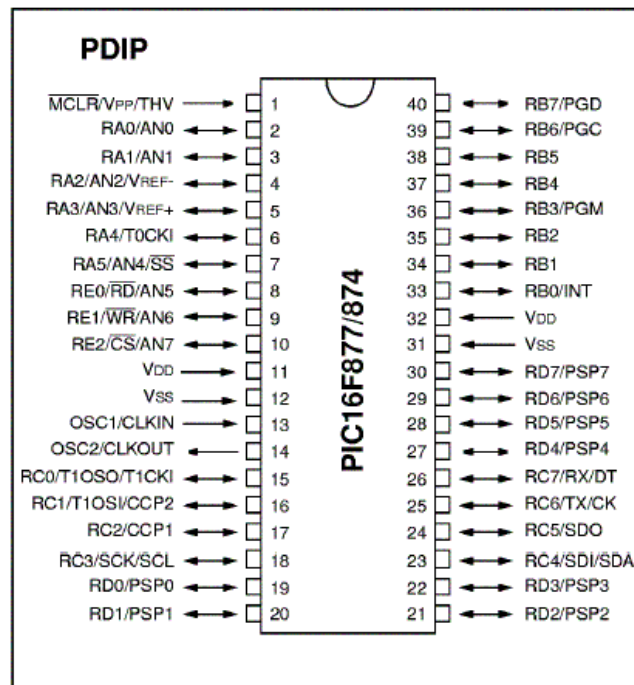 PDIP
MCLR/VPP/THV 1 40 RB7/PGD
RA0/AN0 2 39 RB6/PGC
RA1/AN1 3 38 RB5
RA2/AN2/VREF- 4 37 RB4
RA3/AN3/VREF+ 5 36 RB3/PGM
RA4/T0CKI 6 35 RB2
RA5/AN4/SS 7 34 RB1
RE0/RD/AN5 8 33 RB0/INT
RE1/WR/AN6 9 32 VDD
RE2/CS/AN7 10 31 VSS
VDD 11 30 RD7/PSP7
VSS 12 29 RD6/PSP6
OSC1/CLKIN 13 28 RD5/PSP5
OSC2/CLKOUT 14 27 RD4/PSP4
RC0/T1OSO/T1CKI 15 26 RC7/RX/DT
RC1/T1OSI/CCP2 16 25 RC6/TX/CK
RC2/CCP1 17 24 RC5/SDO
RC3/SCK/SCL 18 23 RC4/SDI/SDA
RD0/PSP0 19 22 RD3/PSP3
RD1/PSP1 20 21 RD2/PSP2
PIC16F877/874